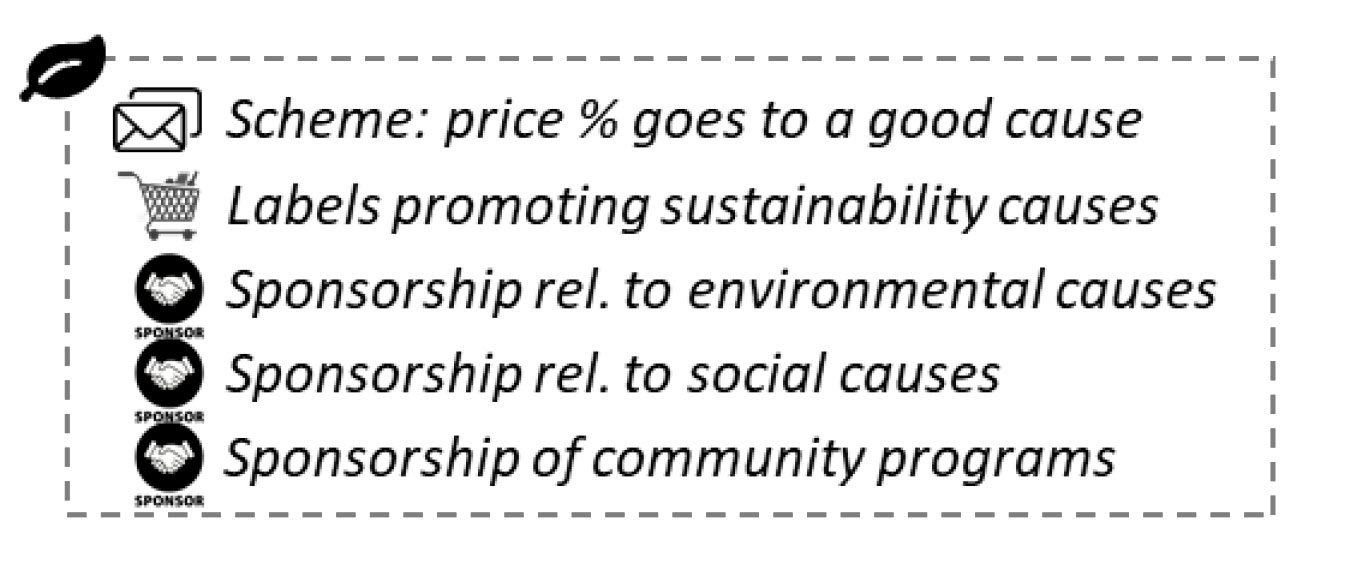 Scheme: price % goes to a good cause
Labels promoting sustainability causes
Sponsorship rel. to environmental causes
SPONSOR
Sponsorship rel. to social causes
SPONSOR
Sponsorship of community programs
SPONSOR